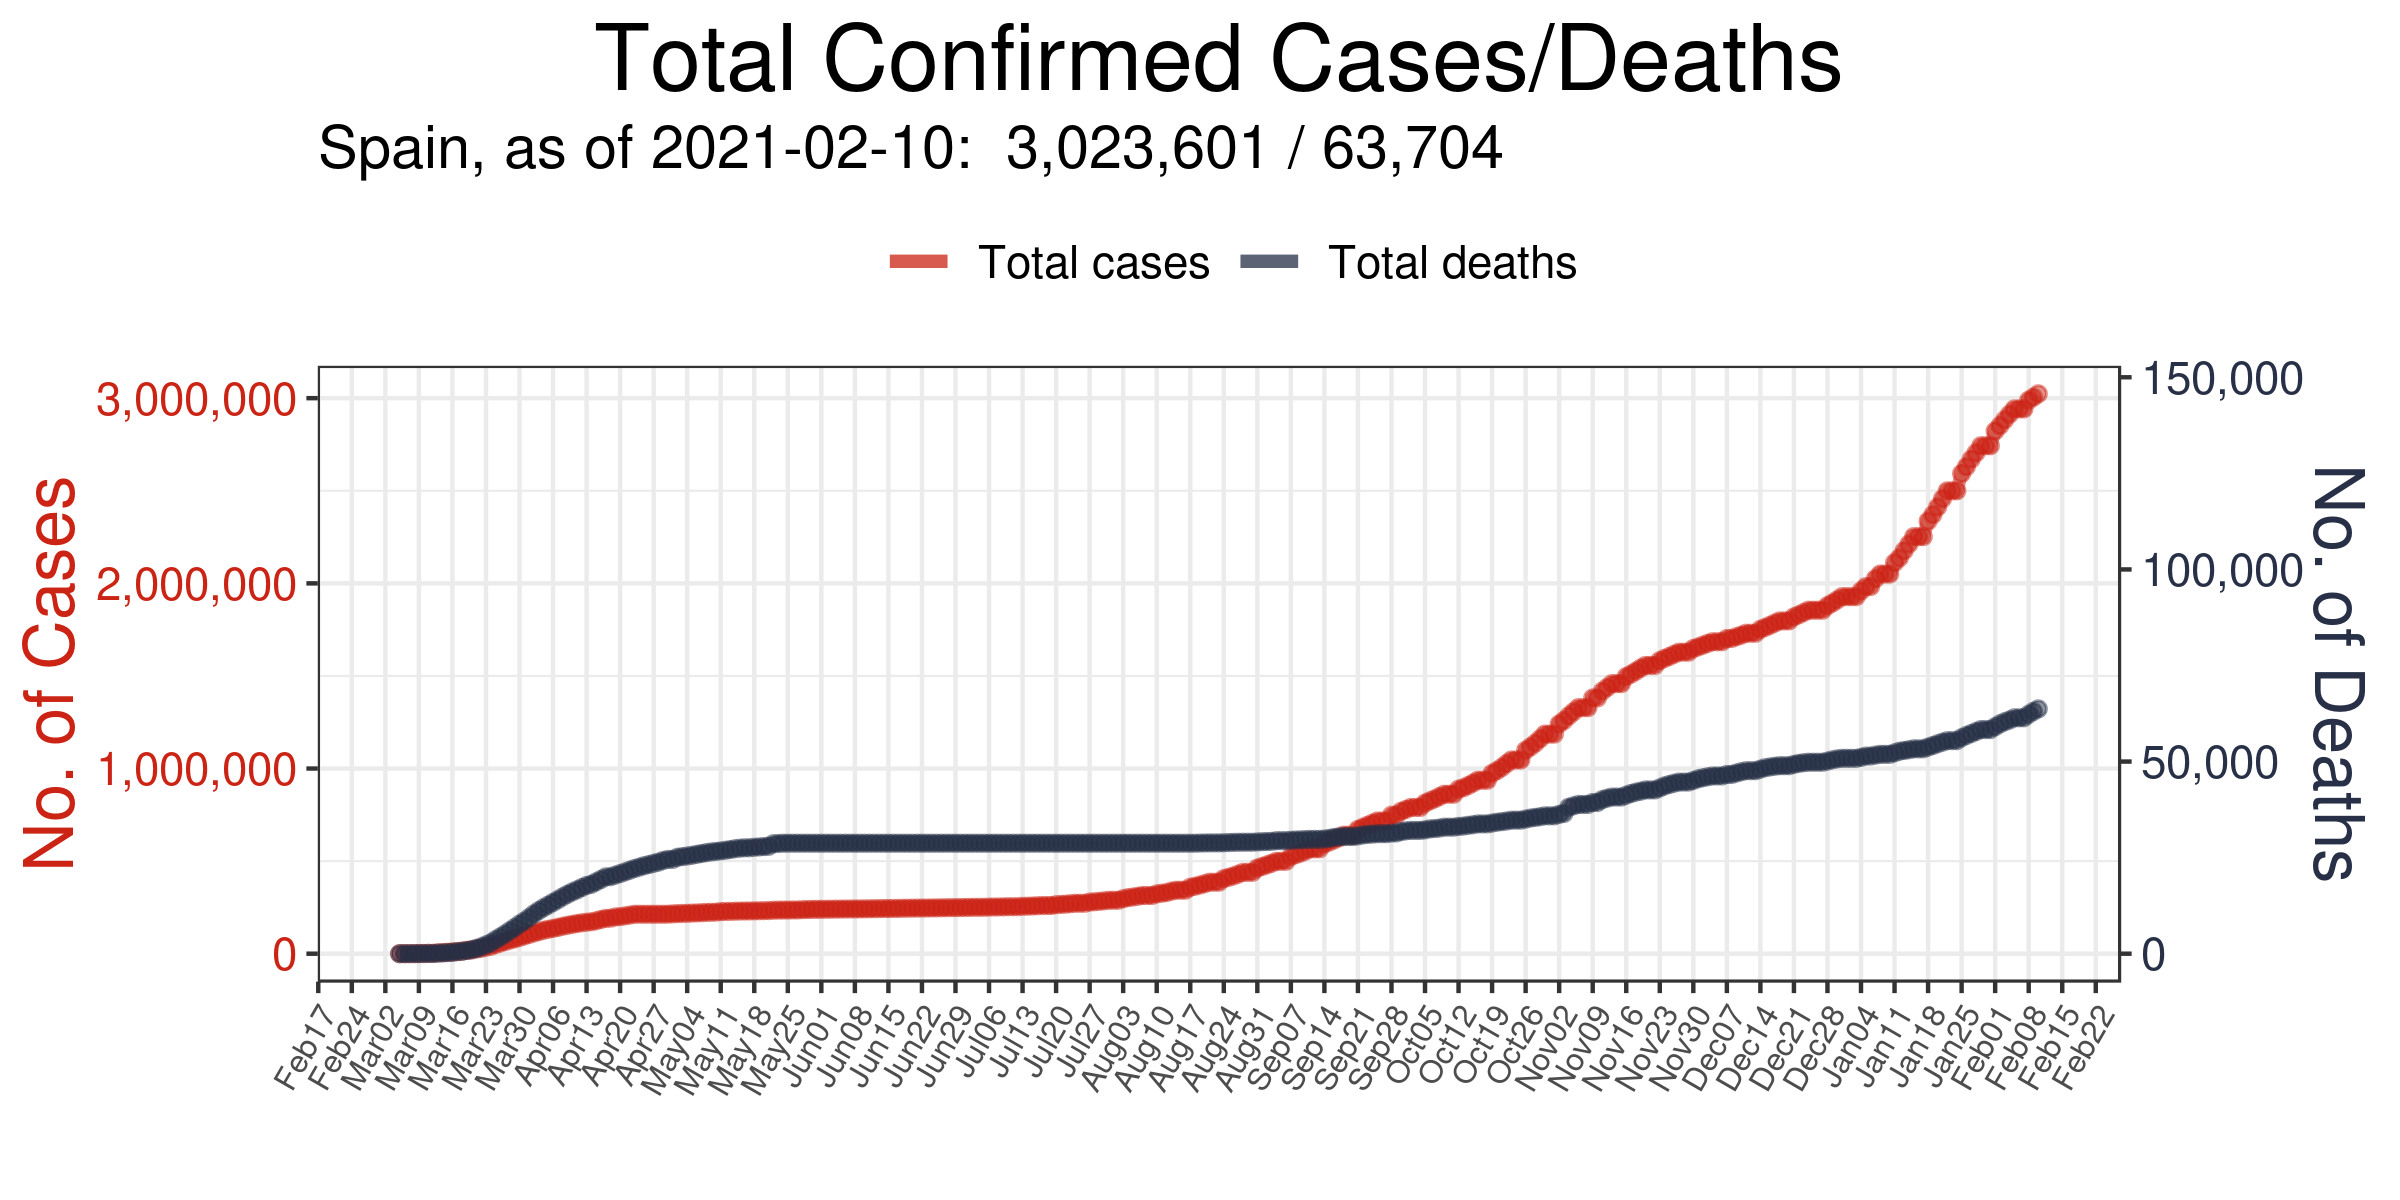 Total Confirmed Cases/Deaths
Spain, as of 2021-02-10:  3,023,601 / 63,704
Total cases
Total deaths
No. of Cases
3,000,000
2,000,000
1,000,000
0
150,000
100,000
50,000
0
No. of Deaths
Feb17
Feb24
Mar02
Mar09
Mar16
Mar23
Mar30
Apr06
Apr13
Apr20
Apr27
May04
May11
May18
May25
Jun01
Jun08
Jun15
Jun22
Jun29
Jul06
Jul13
Jul20
Jul27
Aug03
Aug10
Aug17
Aug24
Aug31
Sep07
Sep14
Sep21
Sep28
Oct05
Oct12
Oct19
Oct26
Nov02
Nov09
Nov16
Nov23
Nov30
Dec07
Dec14
Dec21
Dec28
Jan04
Jan11
Jan18
Jan25
Feb01
Feb08
Feb15
Feb22